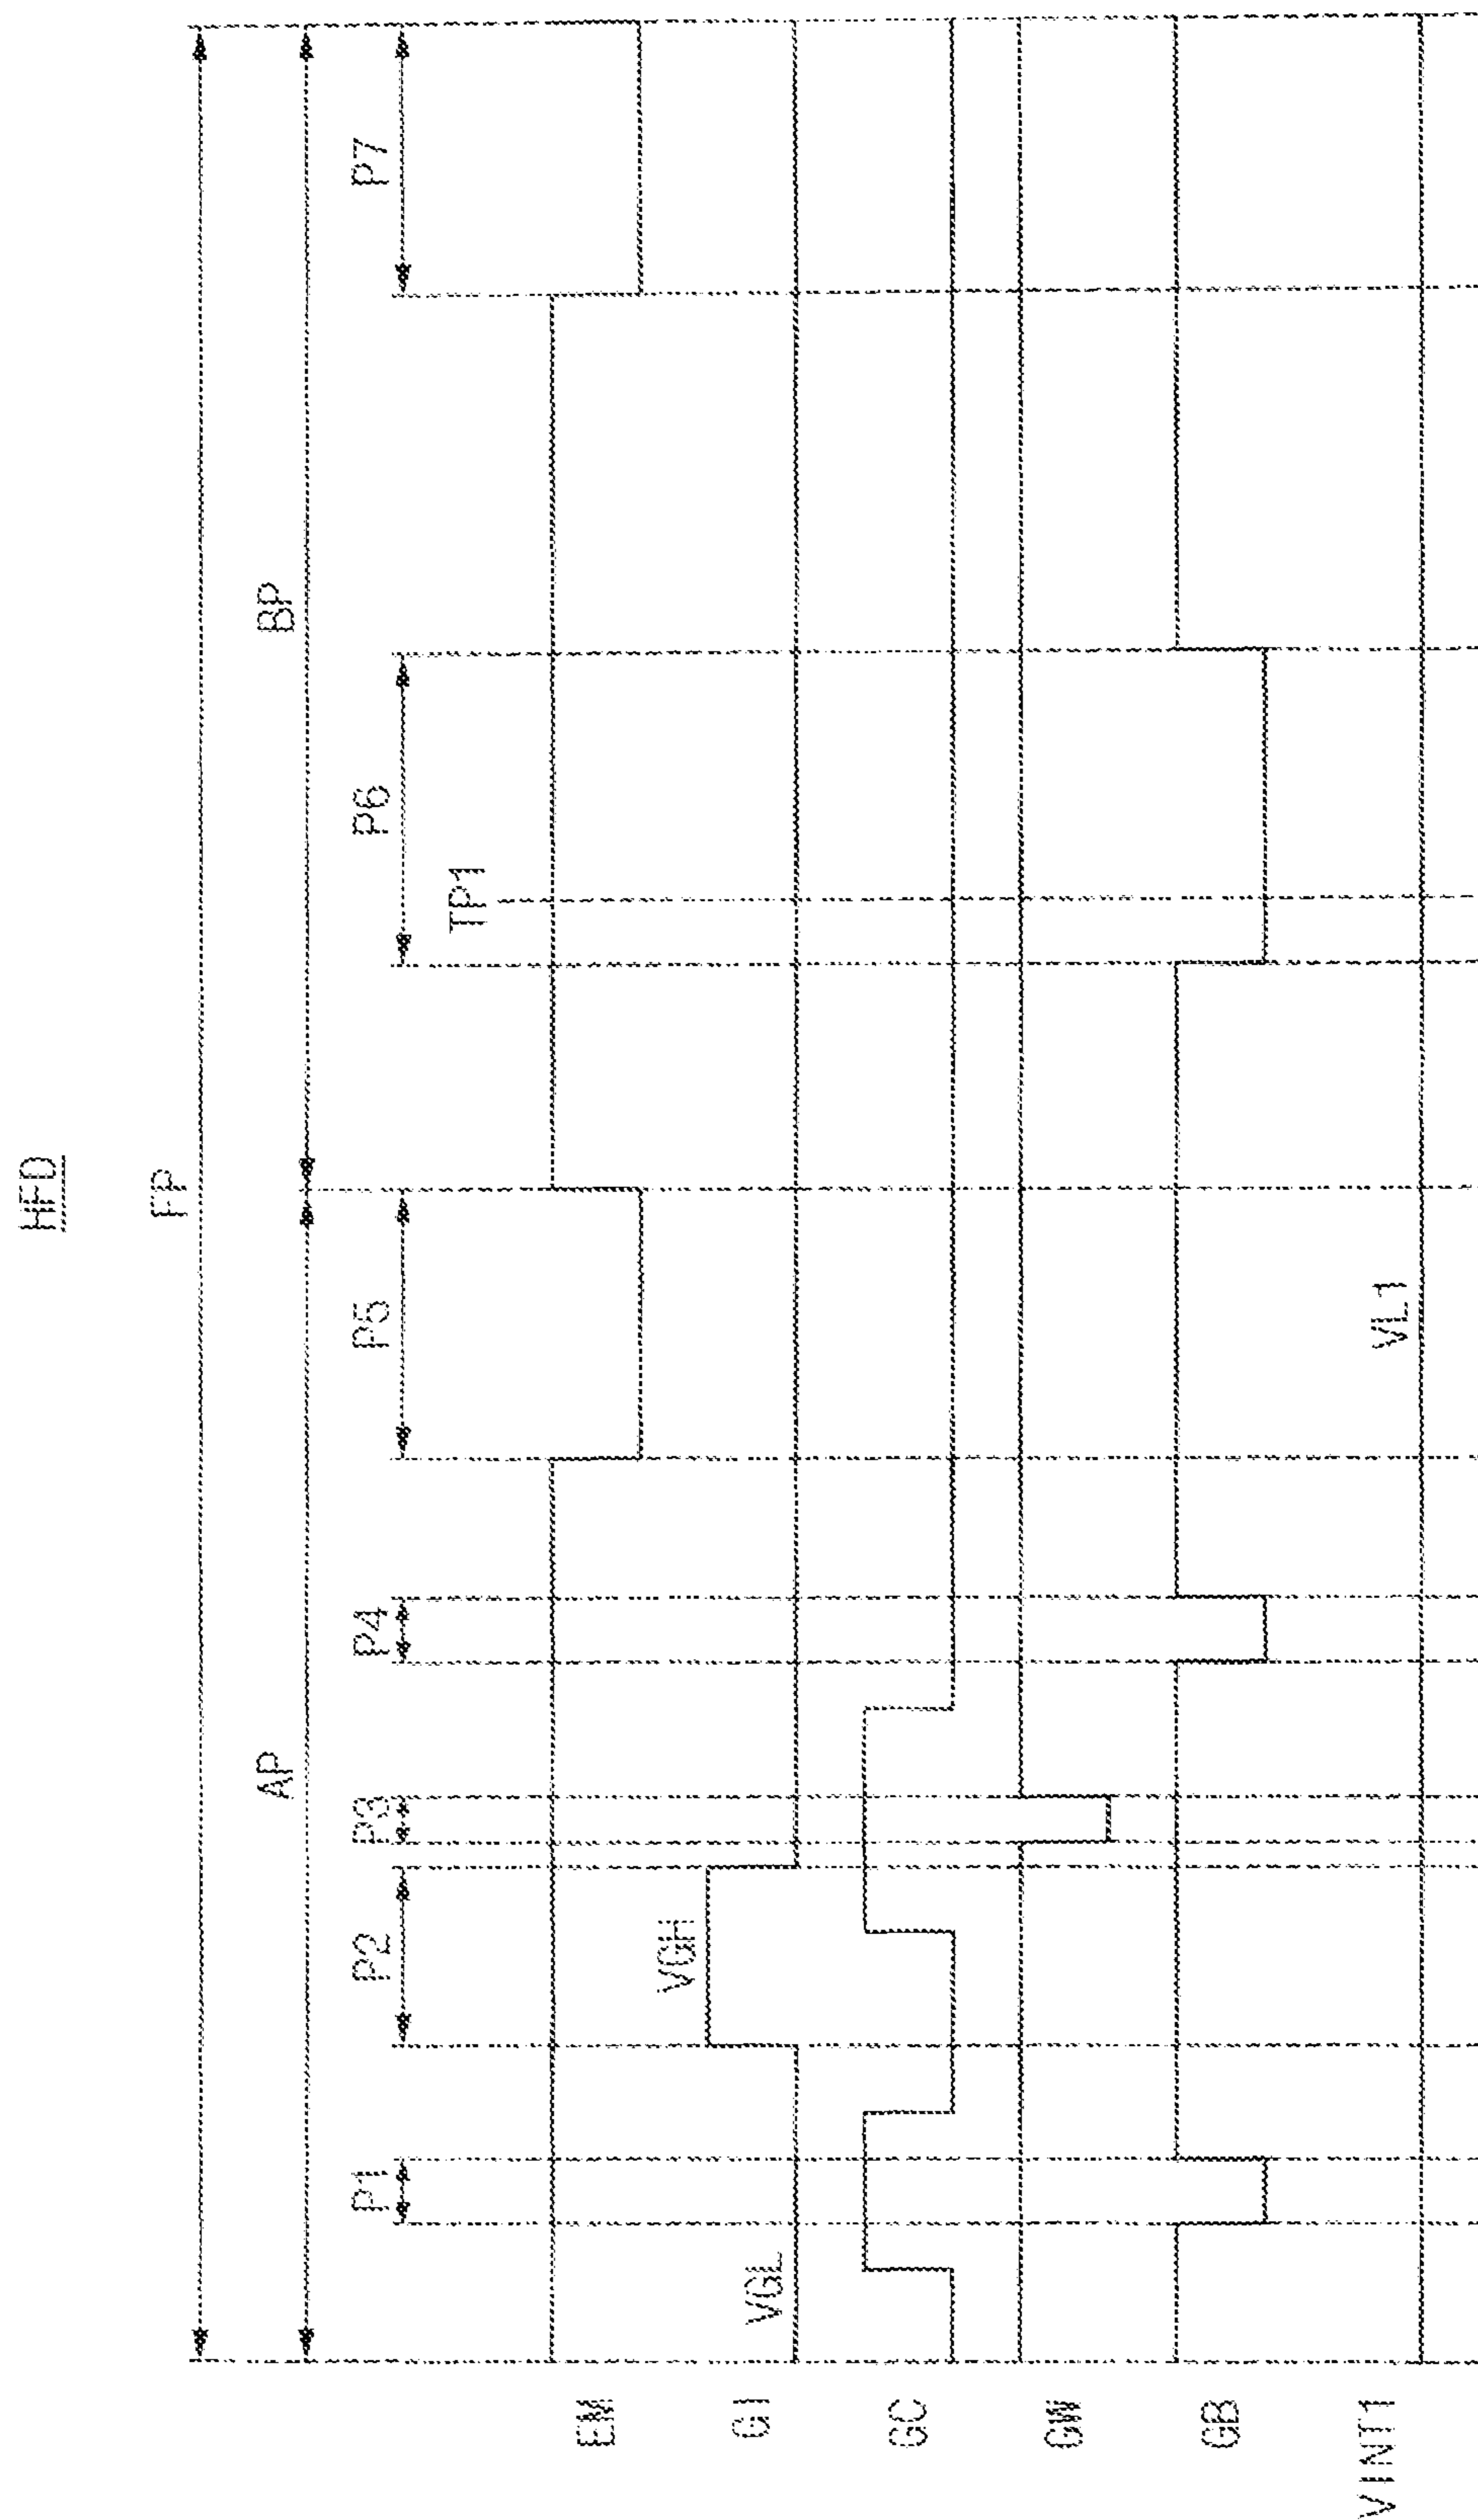 HFD
FP
AP BP
P1 P2 P3 P4 P5 P6 P7
TP1
EM
VGL VGH
GI
GC
GW
GB
VL1
VINT1